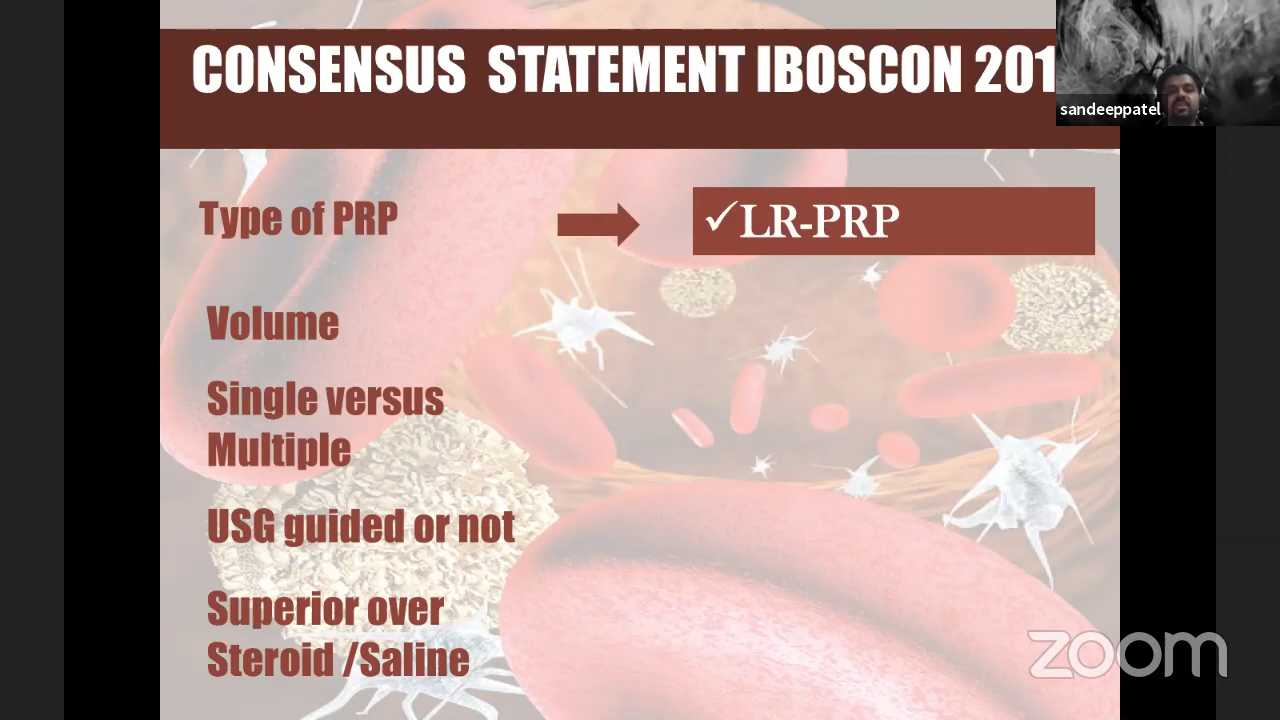 CONSENSUS STATEMENT IBOSCON 201
sandeeppatel
Type of PRP
✓LR-PRP
Volume
Single versus
Multiple
USG guided or not
Superior over
Steroid /Saline
zoom